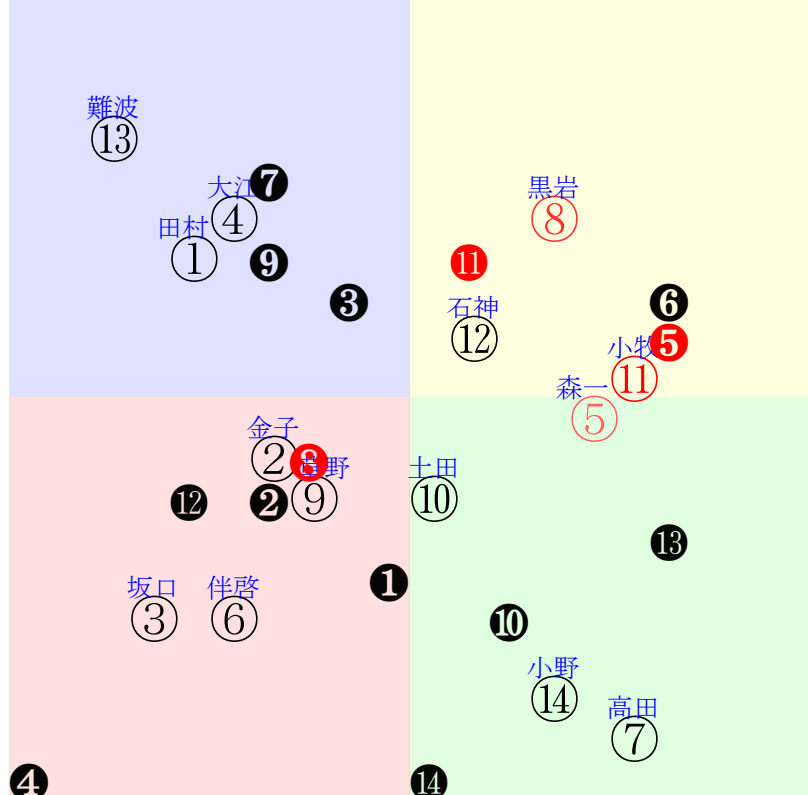 難波
⑬
大江
❼
④
田村
①
❾
❸
黒岩
⑧
⓫
石神
⑫
❻
小牧
❺
⑪
森一
⑤
金子
②
❽
野
⑨
⓬
❷
土田
⑩
⓭
坂口
③
伴啓
⑥
❶
❿
小野
⑭
高田
⑦
❹
⓮